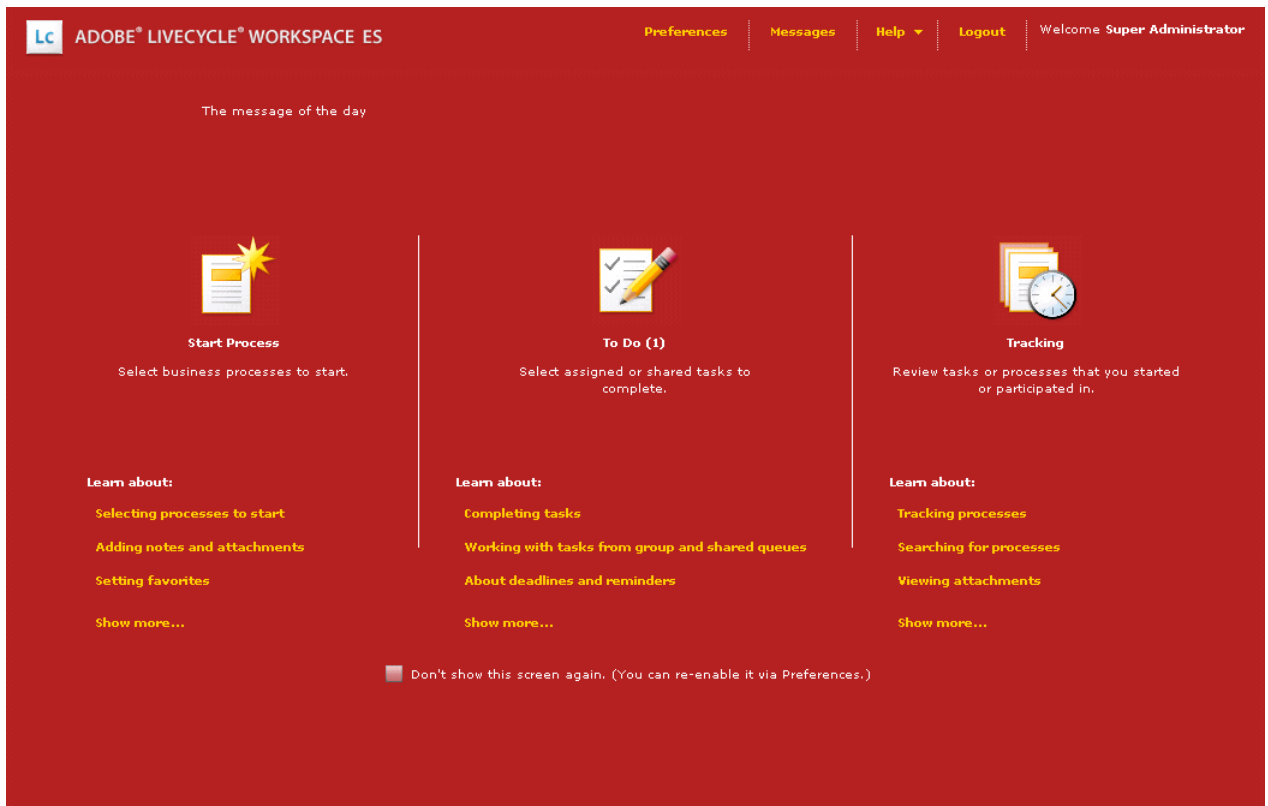 Lc ADOBE® LIVECYCLE® WORKSPACE ES
Preferences Messages Help Logout Welcome Super Administrator
The message of the day
Start Process
Select business processes to start.
Learn about:
Selecting processes to start
Adding notes and attachments
Setting favorites
Show more...
To Do (1)
Select assigned or shared tasks to
complete.
Learn about:
Completing tasks
Working with tasks from group and shared queues
About deadlines and reminders
Show more...
Tracking
Review tasks or processes that you started
or participated in.
Learn about:
Tracking processes
Searching for processes
Viewing attachments
Show more...
Don't show this screen again. (You can re-enable it via Preferences.)